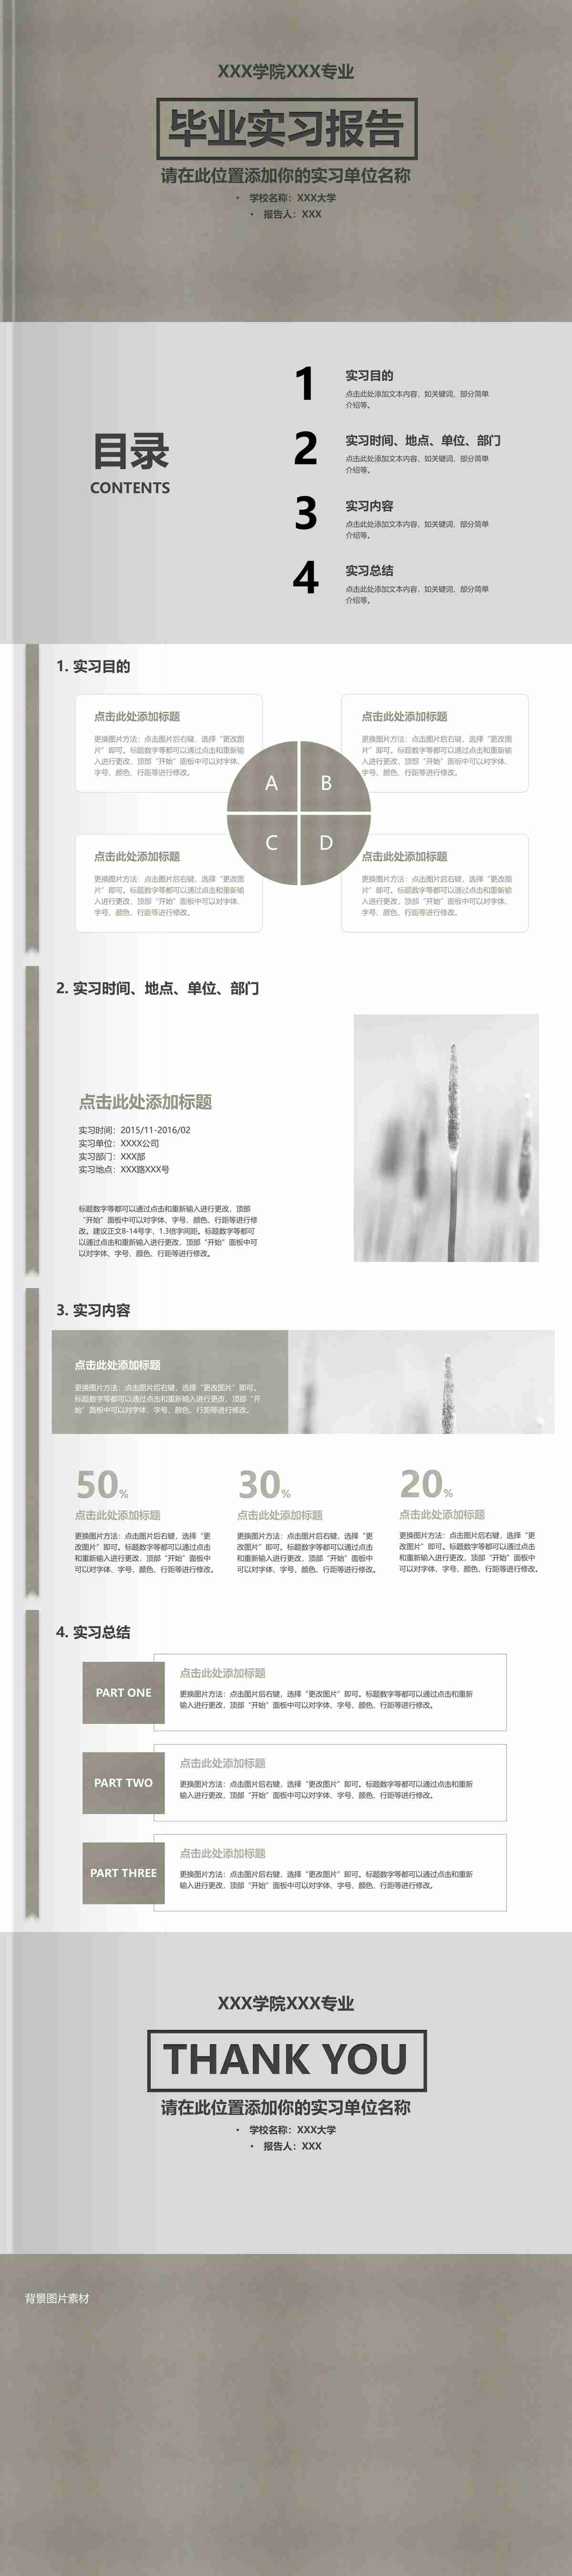 XXX学院XXX专业
毕业实习报告
请在此位置添加你的实习单位名称
• 学校名称：XXX大学
• 报告人：XXX
目录
CONTENTS
1
实习目的
点击此处添加文本内容，如关键词，部分简单
介绍等。
2
实习时间、地点、单位、部门
点击此处添加文本内容，如关键词，部分简单
介绍等。
3
实习内容
点击此处添加文本内容，如关键词，部分简单
介绍等。
4
实习总结
点击此处添加文本内容，如关键词，部分简单
介绍等。
1. 实习目的
点击此处添加标题
更换图片方法：点击图片后右键，选择“更改图
片”即可。标题数字等都可以通过点击和重新输
入进行更改，顶部“开始”面板中可以对字体、
字号、颜色、行距等进行修改。
点击此处添加标题
更换图片方法：点击图片后右键，选择“更改图
片”即可。标题数字等都可以通过点击和重新输
入进行更改，顶部“开始”面板中可以对字体、
字号、颜色、行距等进行修改。
A
B
C
D
点击此处添加标题
更换图片方法：点击图片后右键，选择“更改图
片”即可。标题数字等都可以通过点击和重新输
入进行更改，顶部“开始”面板中可以对字体、
字号、颜色、行距等进行修改。
点击此处添加标题
更换图片方法：点击图片后右键，选择“更改图
片”即可。标题数字等都可以通过点击和重新输
入进行更改，顶部“开始”面板中可以对字体、
字号、颜色、行距等进行修改。
2. 实习时间、地点、单位、部门
点击此处添加标题
实习时间：2015/11-2016/02
实习单位：XXXX公司
实习部门：XXX部
实习地点：XXX路XXX号
标题数字等都可以通过点击和重新输入进行更改，顶部
“开始”面板中可以对字体、字号、颜色、行距等进行修
改。建议正文8-14号字，1.3倍字间距。标题数字等都可
以通过点击和重新输入进行更改，顶部“开始”面板中可
以对字体、字号、颜色、行距等进行修改。
3. 实习内容
点击此处添加标题
更换图片方法：点击图片后右键，选择“更改图片”即可。
标题数字等都可以通过点击和重新输入进行更改，顶部“开
始”面板中可以对字体、字号、颜色、行距等进行修改。
50%
点击此处添加标题
更换图片方法：点击图片后右键，选择“更
改图片”即可。标题数字等都可以通过点击
和重新输入进行更改，顶部“开始”面板中
可以对字体、字号、颜色、行距等进行修改。
30%
点击此处添加标题
更换图片方法：点击图片后右键，选择“更
改图片”即可。标题数字等都可以通过点击
和重新输入进行更改，顶部“开始”面板中
可以对字体、字号、颜色、行距等进行修改。
20%
点击此处添加标题
更换图片方法：点击图片后右键，选择“更
改图片”即可。标题数字等都可以通过点击
和重新输入进行更改，顶部“开始”面板中
可以对字体、字号、颜色、行距等进行修改。
4. 实习总结
PART ONE
点击此处添加标题
更换图片方法：点击图片后右键，选择“更改图片”即可。标题数字等都可以通过点击和重新
输入进行更改，顶部“开始”面板中可以对字体、字号、颜色、行距等进行修改。
PART TWO
点击此处添加标题
更换图片方法：点击图片后右键，选择“更改图片”即可。标题数字等都可以通过点击和重新
输入进行更改，顶部“开始”面板中可以对字体、字号、颜色、行距等进行修改。
PART THREE
点击此处添加标题
更换图片方法：点击图片后右键，选择“更改图片”即可。标题数字等都可以通过点击和重新
输入进行更改，顶部“开始”面板中可以对字体、字号、颜色、行距等进行修改。
XXX学院XXX专业
THANK YOU
请在此位置添加你的实习单位名称
• 学校名称：XXX大学
• 报告人：XXX
背景图片素材